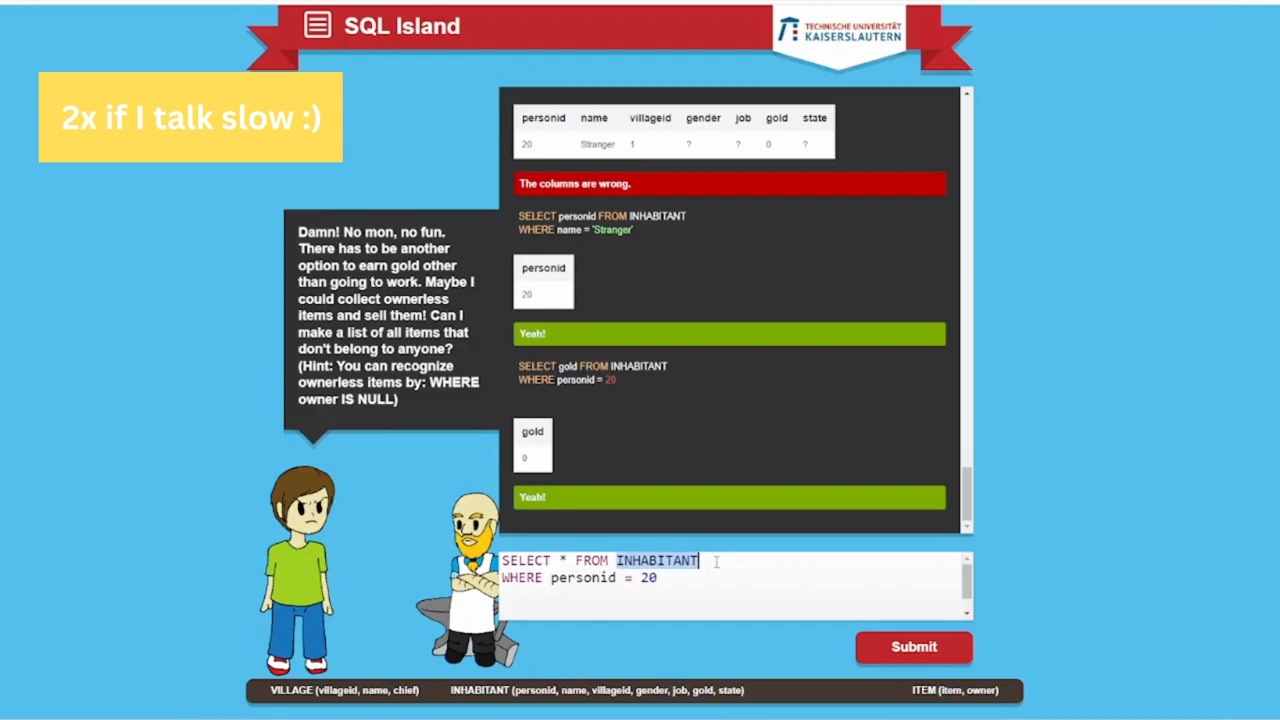 SQL Island
TECHNISCHE UNIVERSITÄT
KAISERSLAUTERN
2x if I talk slow :)
personid name villageid gender job gold state
20 Stranger 1 ? ? 0 ?
The columns are wrong.
SELECT personid FROM INHABITANT
WHERE name = 'Stranger'
personid
20
Yeah!
SELECT gold FROM INHABITANT
WHERE personid = 20
gold
0
Yeah!
Damn! No mon, no fun.
There has to be another
option to earn gold other
than going to work. Maybe I
could collect ownerless
items and sell them! Can I
make a list of all items that
don't belong to anyone?
(Hint: You can recognize
ownerless items by: WHERE
owner IS NULL)
SELECT * FROM INHABITANT
WHERE personid = 20
Submit
VILLAGE (villageid, name, chief) INHABITANT (personid, name, villageid, gender, job, gold, state) ITEM (item, owner)